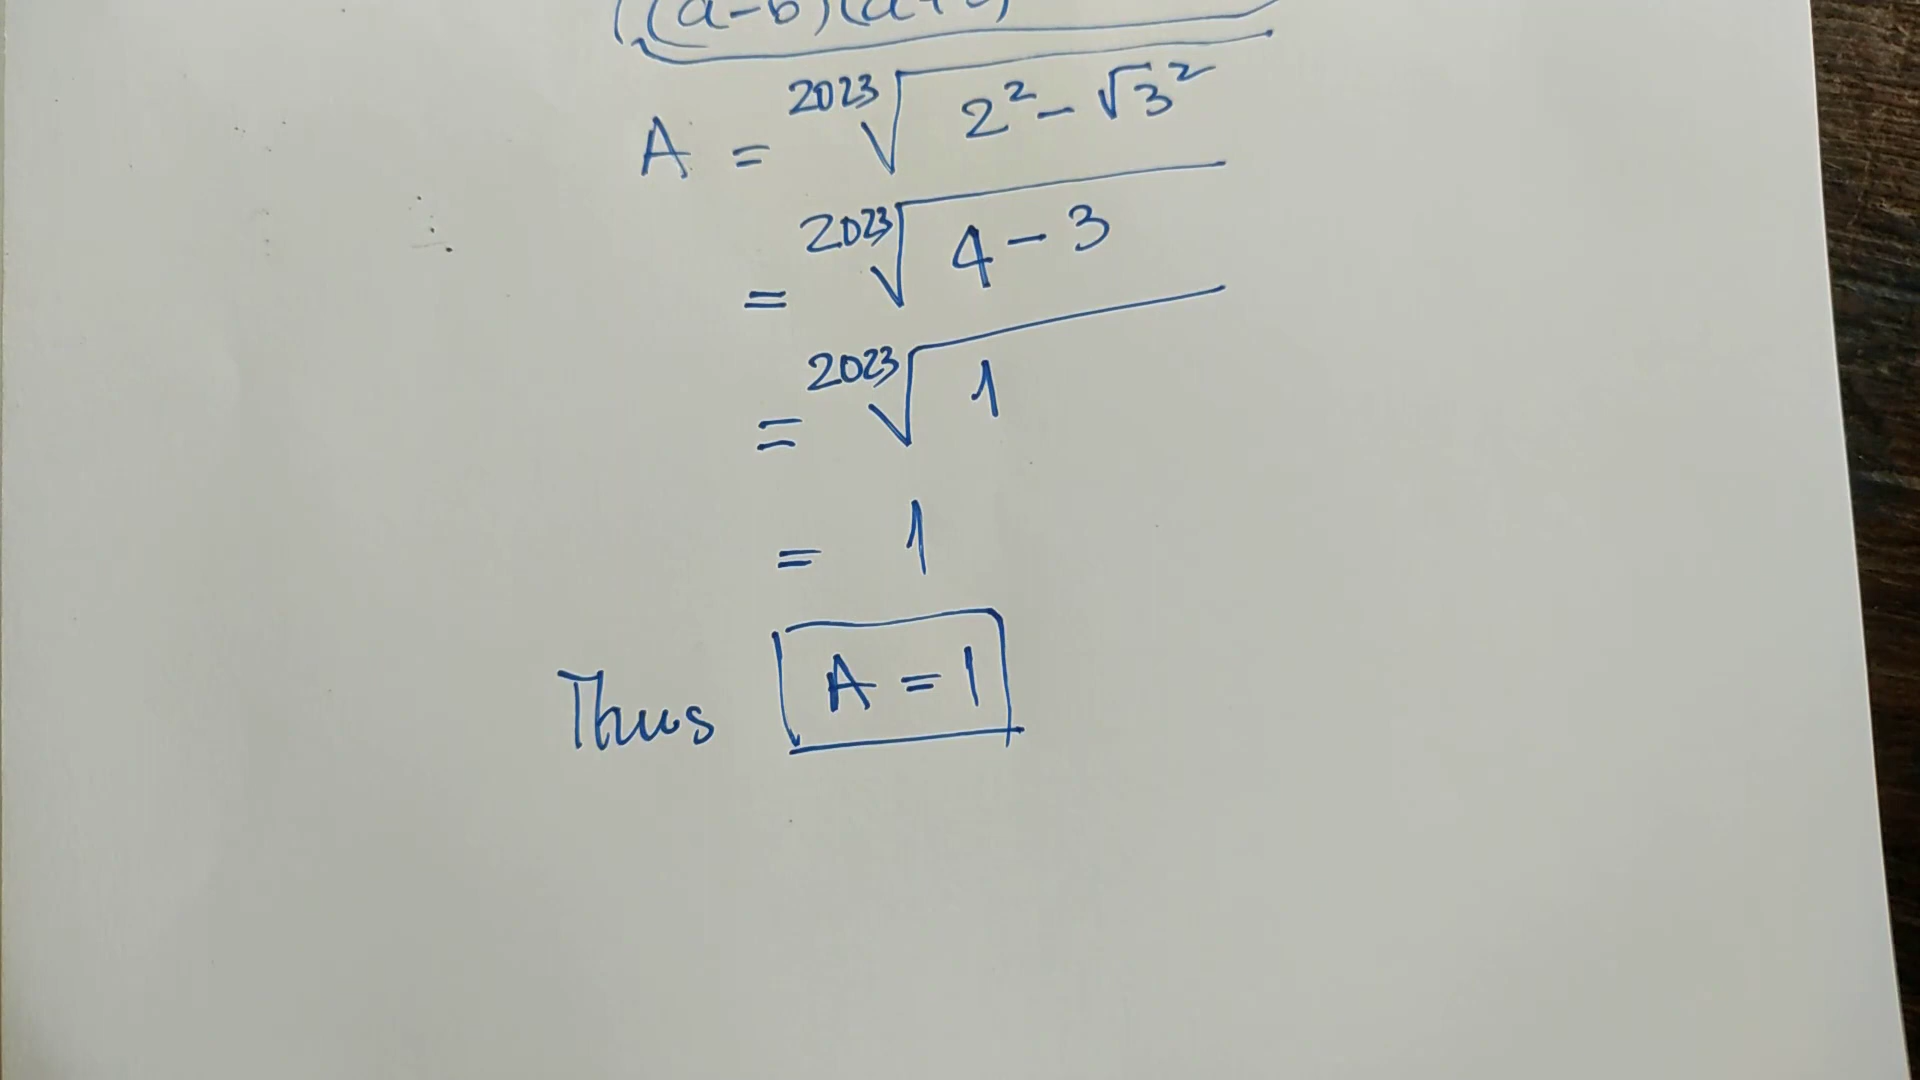 (a-b)(a+
A = ²⁰²³√(2² - √3²)
= ²⁰²³√(4 - 3)
= ²⁰²³√1
= 1
Thus A = 1